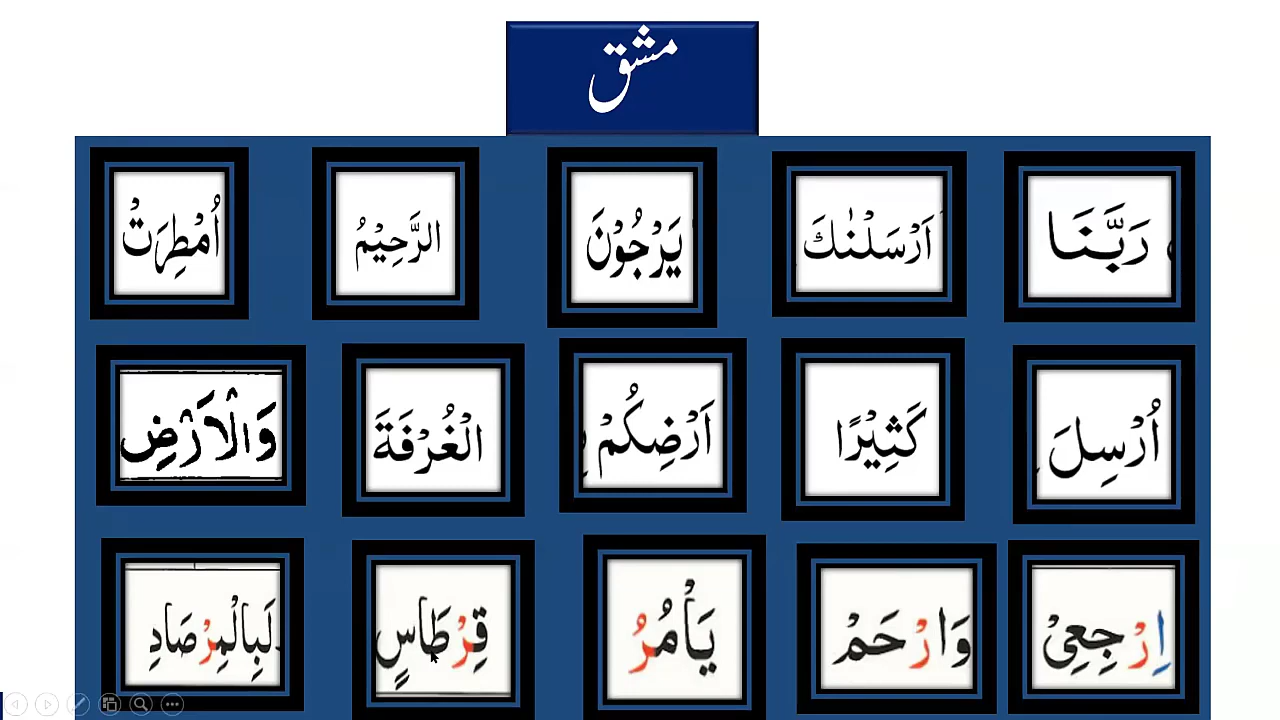 مشق
رَبَّنَا اَرْسَلْنٰكَ يَرْجُوْنَ الرَّحِيْمُ اُمْطِرَتْ
اُرْسِلَ كَثِيْرًا اَرْضِكُمْ الْغُرْفَةَ وَالْاَرْضِ
اِرْجِعِىْ وَارْحَمْ يَاْمُرُ قِرْطَاسٍ لَبِالْمِرْصَادِ